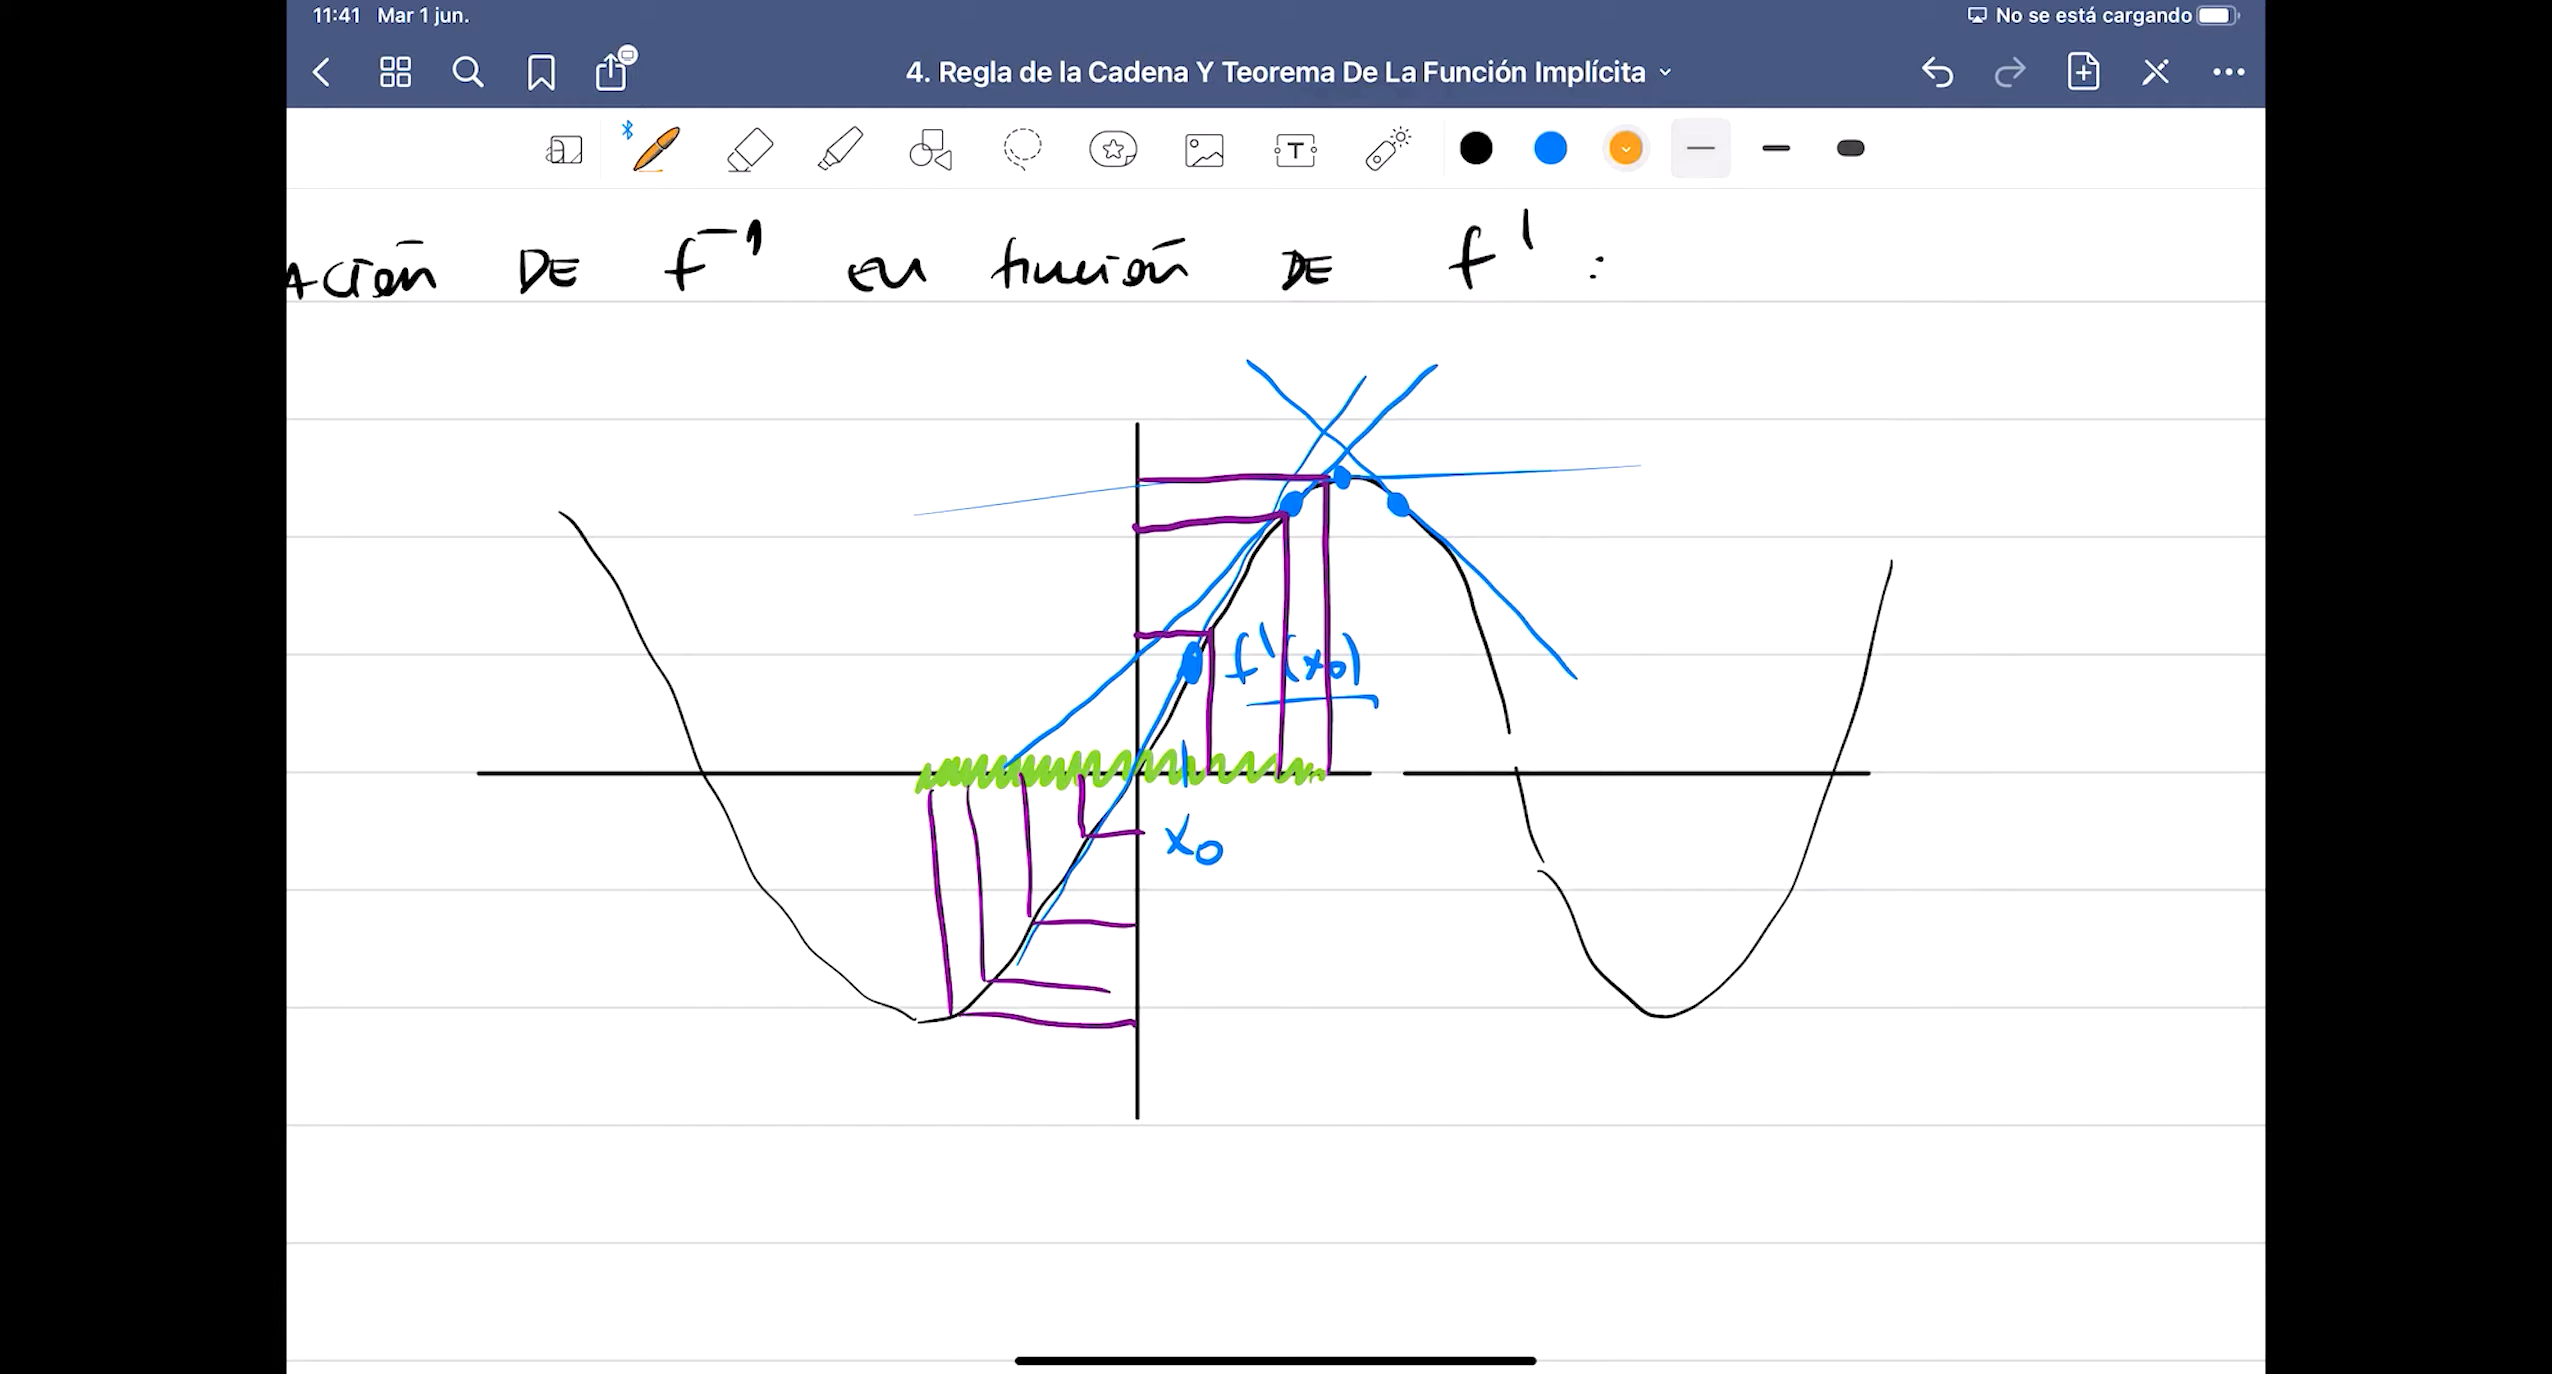 11:41 Mar 1 jun.
No se está cargando
4. Regla de la Cadena Y Teorema De La Función Implícita
ACIÓN DE f⁻¹ en función DE f' :
f'(x₀)
x₀